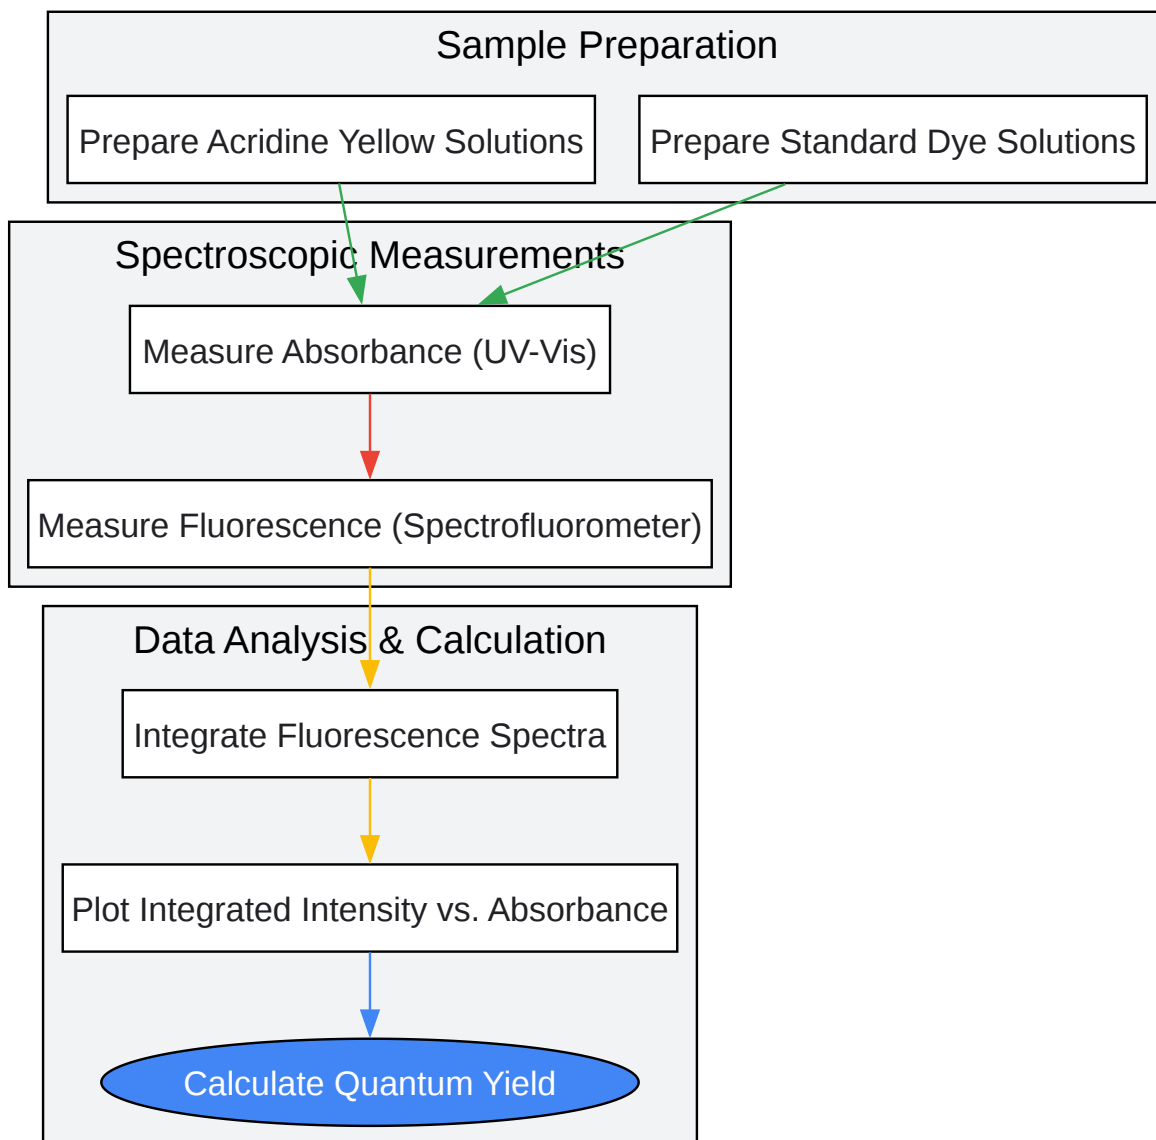 Sample Preparation
Prepare Acridine Yellow Solutions
Prepare Standard Dye Solutions
Spectroscopic Measurements
Measure Absorbance (UV-Vis)
Measure Fluorescence (Spectrofluorometer)
Data Analysis & Calculation
Integrate Fluorescence Spectra
Plot Integrated Intensity vs. Absorbance
Calculate Quantum Yield